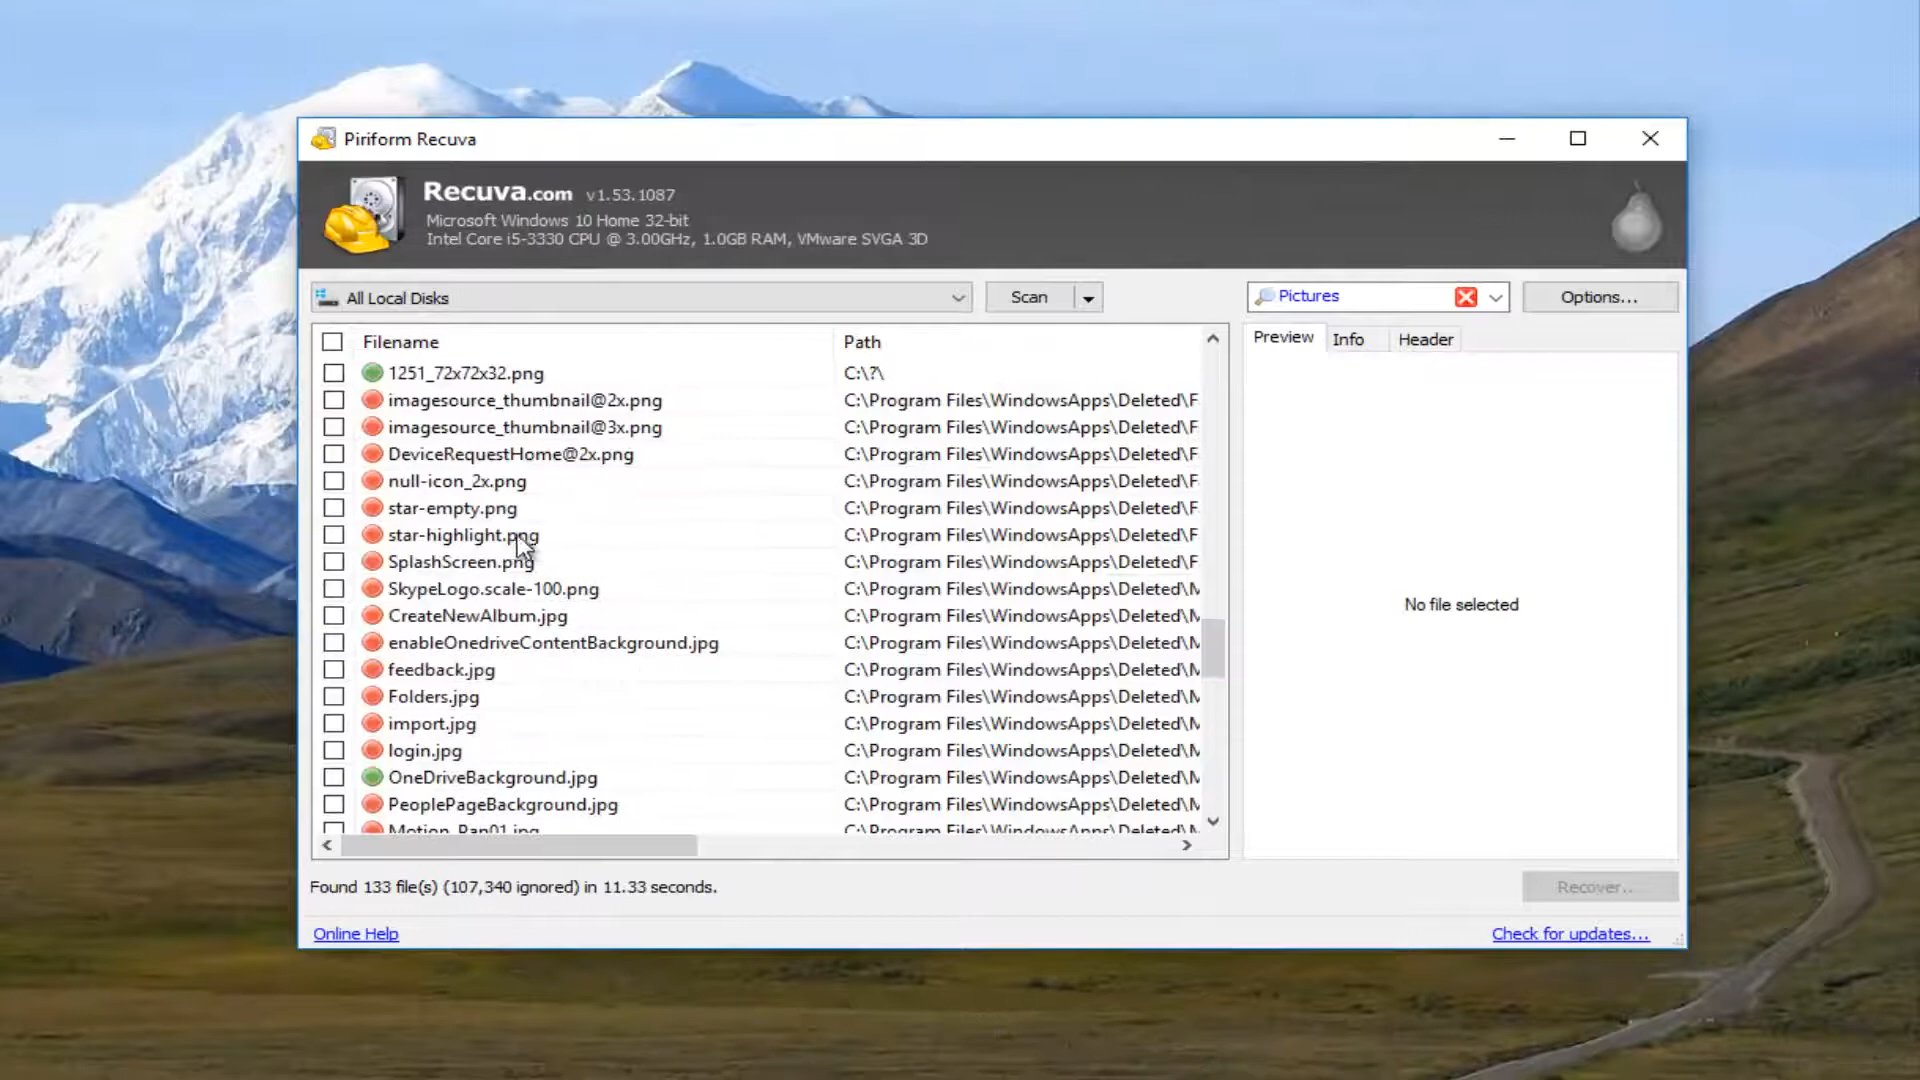 Piriform Recuva
Recuva.com v1.53.1087
Microsoft Windows 10 Home 32-bit
Intel Core i5-3330 CPU @ 3.00GHz, 1.0GB RAM, VMware SVGA 3D
All Local Disks Scan Pictures Options...
Filename Path Preview Info Header
1251_72x72x32.png C:\?\
imagesource_thumbnail@2x.png C:\Program Files\WindowsApps\Deleted\F
imagesource_thumbnail@3x.png C:\Program Files\WindowsApps\Deleted\F
DeviceRequestHome@2x.png C:\Program Files\WindowsApps\Deleted\F
null-icon_2x.png C:\Program Files\WindowsApps\Deleted\F
star-empty.png C:\Program Files\WindowsApps\Deleted\F
star-highlight.png C:\Program Files\WindowsApps\Deleted\F
SplashScreen.png C:\Program Files\WindowsApps\Deleted\F
SkypeLogo.scale-100.png C:\Program Files\WindowsApps\Deleted\M
CreateNewAlbum.jpg C:\Program Files\WindowsApps\Deleted\M
enableOnedriveContentBackground.jpg C:\Program Files\WindowsApps\Deleted\M
feedback.jpg C:\Program Files\WindowsApps\Deleted\M
Folders.jpg C:\Program Files\WindowsApps\Deleted\M
import.jpg C:\Program Files\WindowsApps\Deleted\M
login.jpg C:\Program Files\WindowsApps\Deleted\M
OneDriveBackground.jpg C:\Program Files\WindowsApps\Deleted\M
PeoplePageBackground.jpg C:\Program Files\WindowsApps\Deleted\M
Motion_Pan01.jpg C:\Program Files\WindowsApps\Deleted\M
No file selected
Found 133 file(s) (107,340 ignored) in 11.33 seconds.
Recover...
Online Help Check for updates...